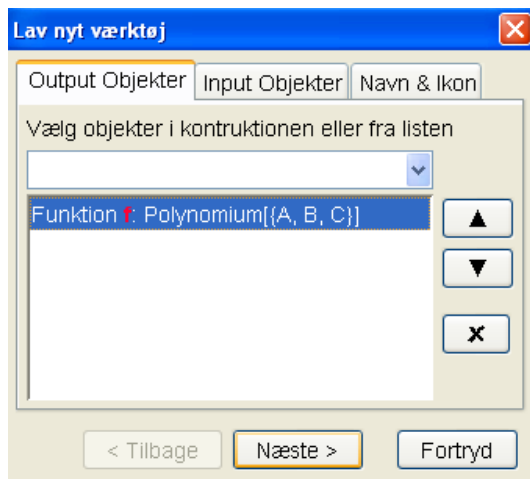 Lav nyt værktøj
Output Objekter Input Objekter Navn & Ikon
Vælg objekter i kontruktionen eller fra listen
Funktion f: Polynomium[{A, B, C}]
< Tilbage Næste > Fortryd